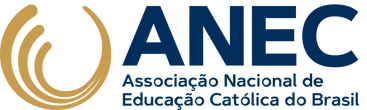 ANEC
Associação Nacional de
Educação Católica do Brasil